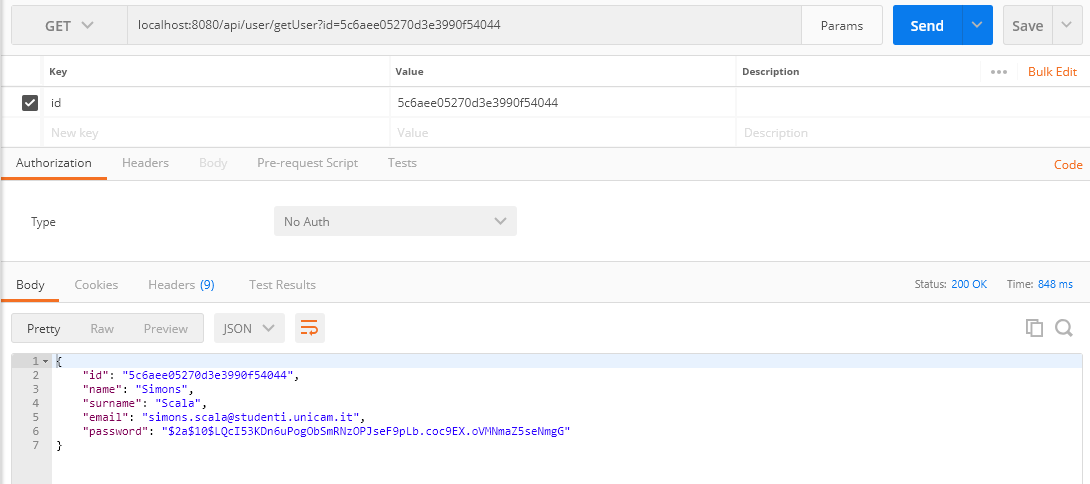 GET localhost:8080/api/user/getUser?id=5c6aee05270d3e3990f54044 Params Send Save
Key Value Description ••• Bulk Edit
id 5c6aee05270d3e3990f54044
New key Value Description
Authorization Headers Body Pre-request Script Tests Code
Type No Auth
Body Cookies Headers (9) Test Results Status: 200 OK Time: 848 ms
Pretty Raw Preview JSON
1 {
2 "id": "5c6aee05270d3e3990f54044",
3 "name": "Simons",
4 "surname": "Scala",
5 "email": "simons.scala@studenti.unicam.it",
6 "password": "$2a$10$LQcI53KDn6uPogObSmRNzOPJseF9pLb.coc9EX.oVMNmaZ5seNmgG"
7 }